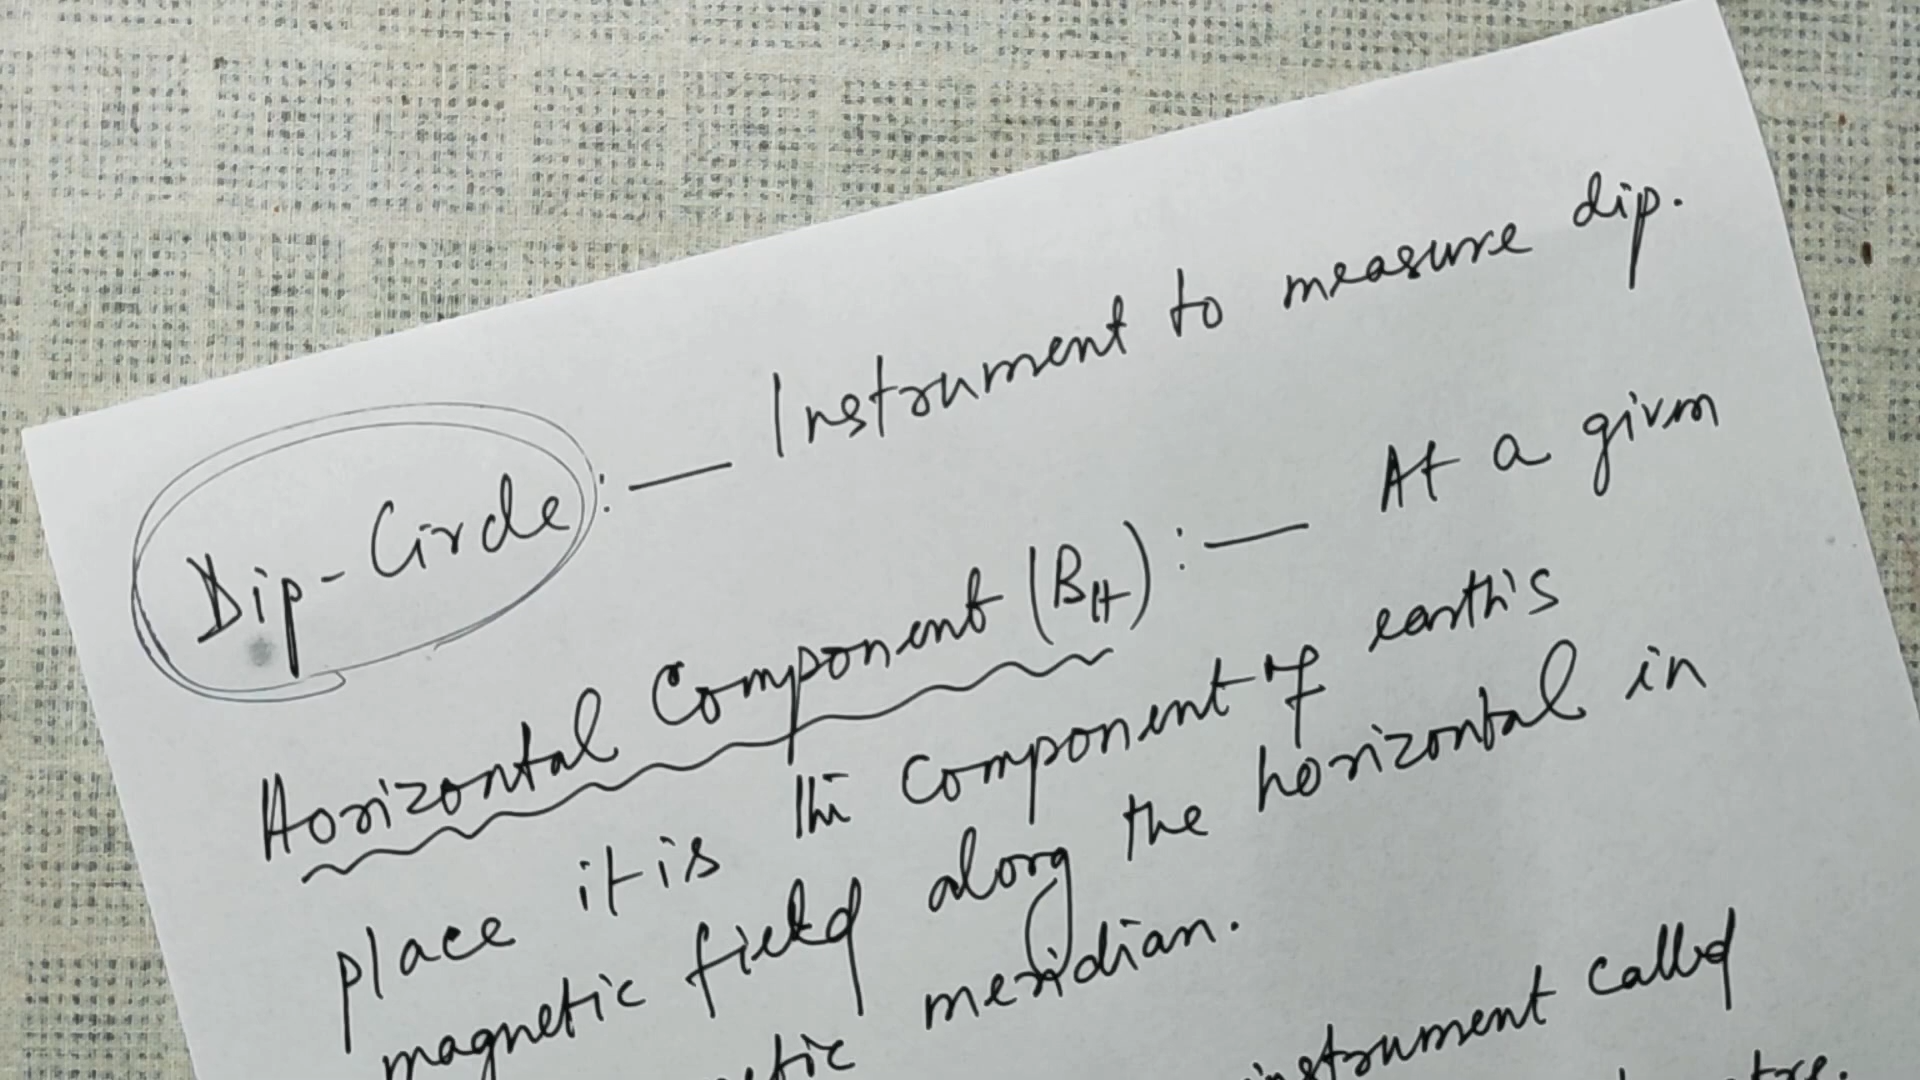 Dip-Circle :— Instrument to measure dip.
Horizontal Component (BH) :— At a given
place it is the component of earth's
magnetic field along the horizontal in
meridian.
instrument called